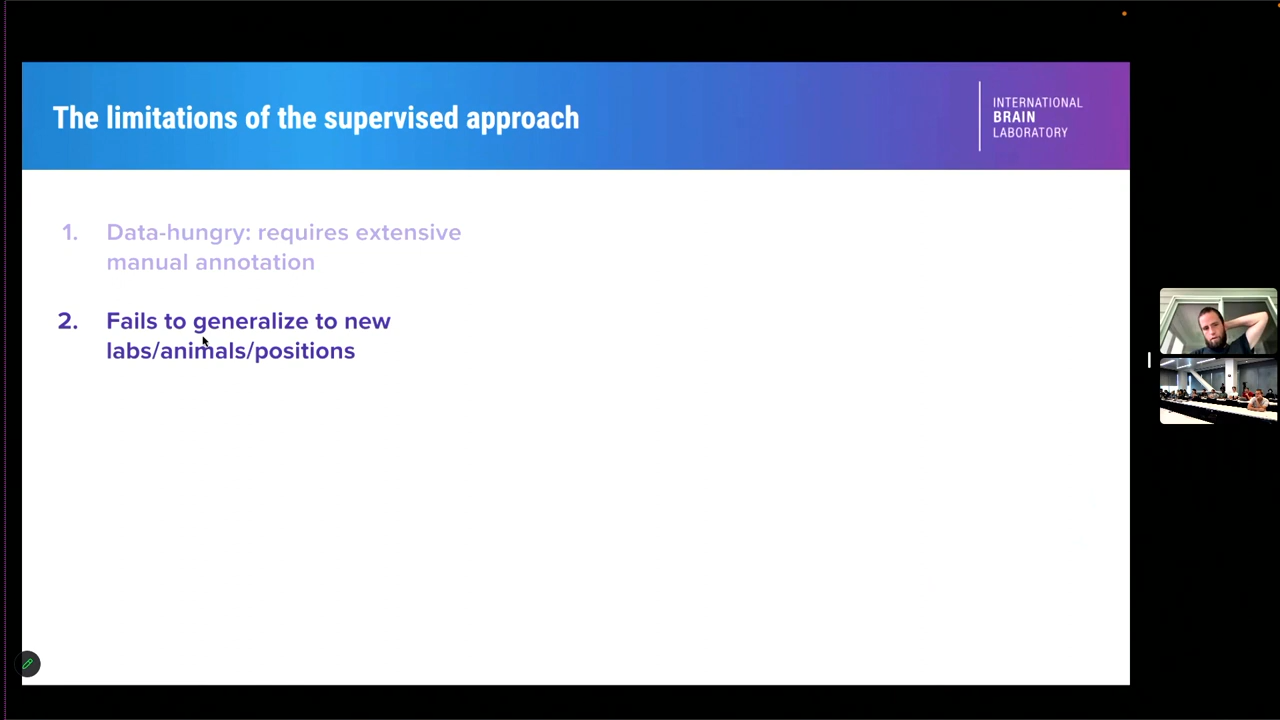 The limitations of the supervised approach
INTERNATIONAL
BRAIN
LABORATORY
1. Data-hungry: requires extensive
manual annotation
2. Fails to generalize to new
labs/animals/positions